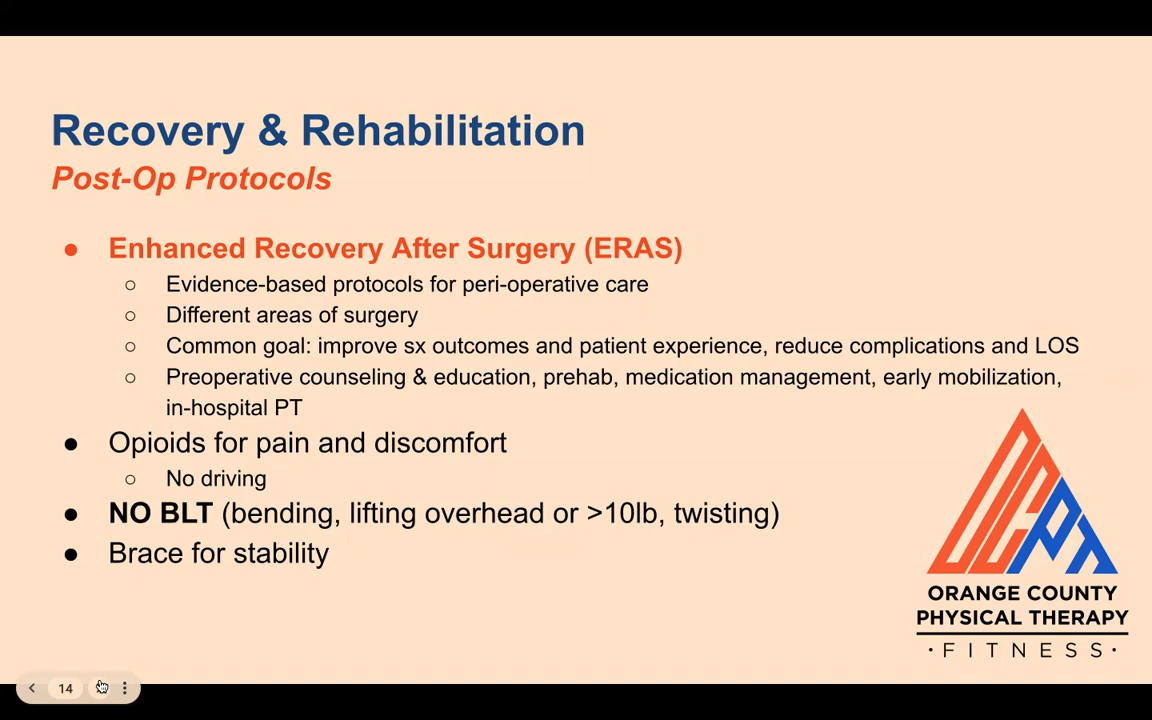 Recovery & Rehabilitation
Post-Op Protocols
● Enhanced Recovery After Surgery (ERAS)
○ Evidence-based protocols for peri-operative care
○ Different areas of surgery
○ Common goal: improve sx outcomes and patient experience, reduce complications and LOS
○ Preoperative counseling & education, prehab, medication management, early mobilization,
in-hospital PT
● Opioids for pain and discomfort
○ No driving
● NO BLT (bending, lifting overhead or >10lb, twisting)
● Brace for stability
OCPT
ORANGE COUNTY
PHYSICAL THERAPY
·FITNESS·
14